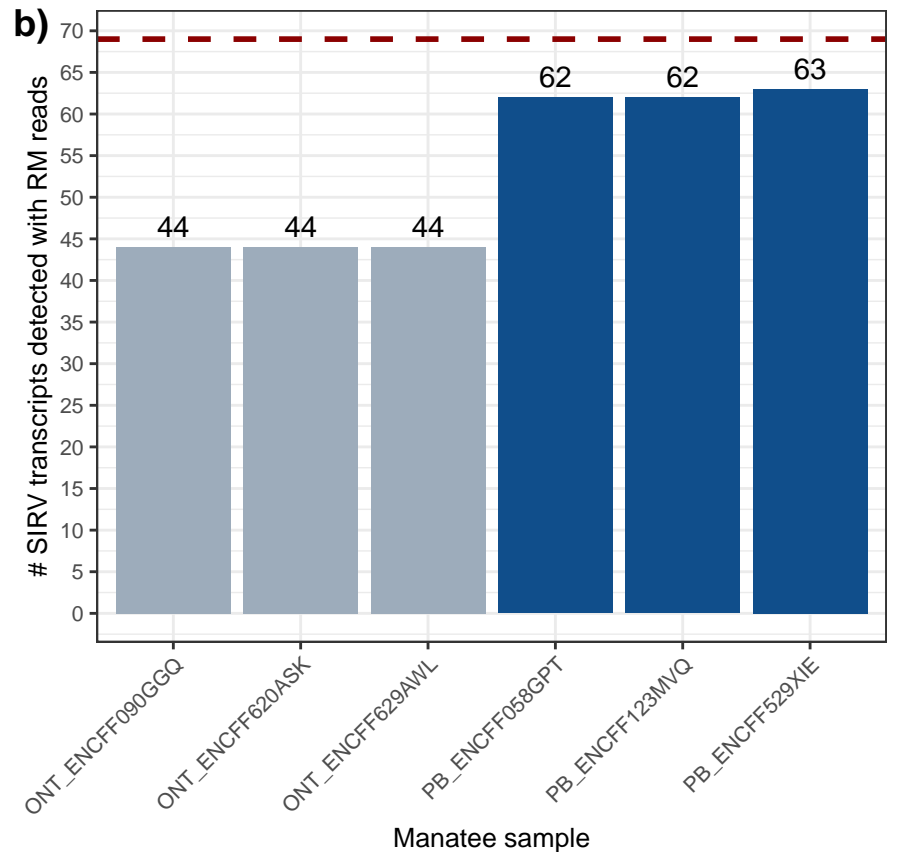 b)
# SIRV transcripts detected with RM reads
70
65
60
55
50
45
40
35
30
25
20
15
10
5
0
44
44
44
62
62
63
ONT_ENCFF090GGQ
ONT_ENCFF620ASK
ONT_ENCFF629AWL
PB_ENCFF058GPT
PB_ENCFF123MVQ
PB_ENCFF529XIE
Manatee sample